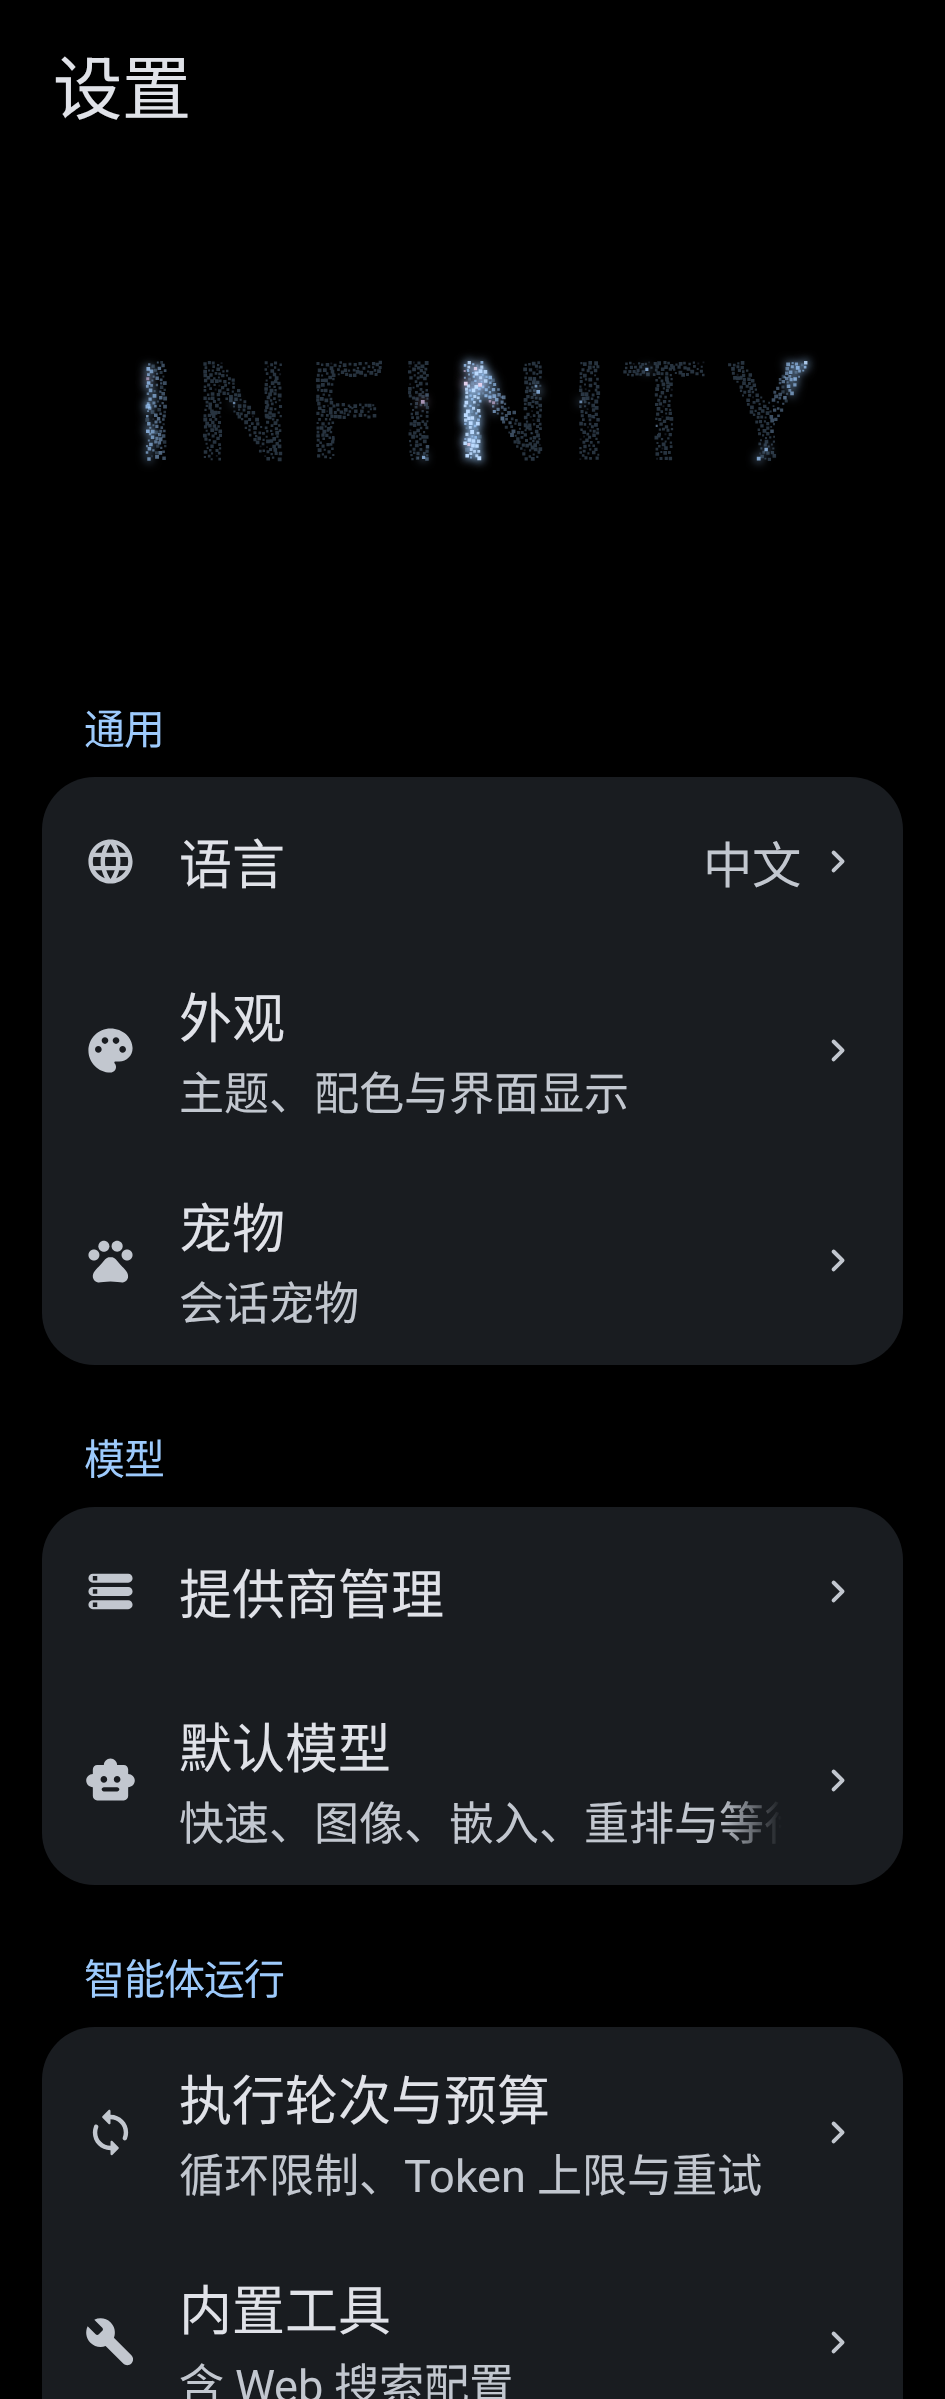 设置
INFINITY
通用
语言
中文
外观
主题、配色与界面显示
宠物
会话宠物
模型
提供商管理
默认模型
快速、图像、嵌入、重排与等
智能体运行
执行轮次与预算
循环限制、Token 上限与重试
内置工具
含 Web 搜索配置